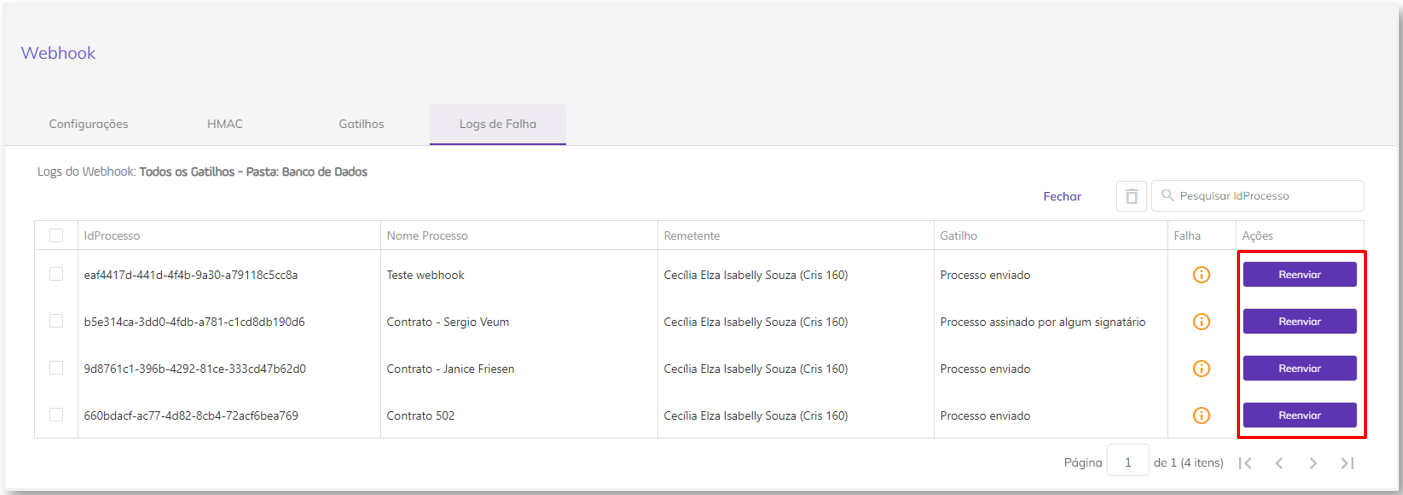 Webhook
Configurações HMAC Gatilhos Logs de Falha
Logs do Webhook: Todos os Gatilhos - Pasta: Banco de Dados
Fechar Pesquisar IdProcesso
IdProcesso Nome Processo Remetente Gatilho Falha Ações
eaf4417d-441d-4f4b-9a30-a79118c5cc8a Teste webhook Cecília Elza Isabelly Souza (Cris 160) Processo enviado Reenviar
b5e314ca-3dd0-4fdb-a781-c1cd8db190d6 Contrato - Sergio Veum Cecília Elza Isabelly Souza (Cris 160) Processo assinado por algum signatário Reenviar
9d8761c1-396b-4292-81ce-333cd47b62d0 Contrato - Janice Friesen Cecília Elza Isabelly Souza (Cris 160) Processo enviado Reenviar
660bdacf-ac77-4d82-8cb4-72acf6bea769 Contrato 502 Cecília Elza Isabelly Souza (Cris 160) Processo enviado Reenviar
Página 1 de 1 (4 itens)